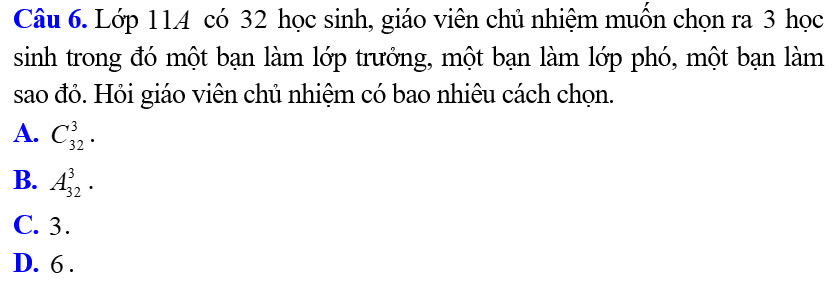 Câu 6. Lớp 11A có 32 học sinh, giáo viên chủ nhiệm muốn chọn ra 3 học
sinh trong đó một bạn làm lớp trưởng, một bạn làm lớp phó, một bạn làm
sao đỏ. Hỏi giáo viên chủ nhiệm có bao nhiêu cách chọn.
A. $C_{32}^{3}$.
B. $A_{32}^{3}$.
C. 3.
D. 6.